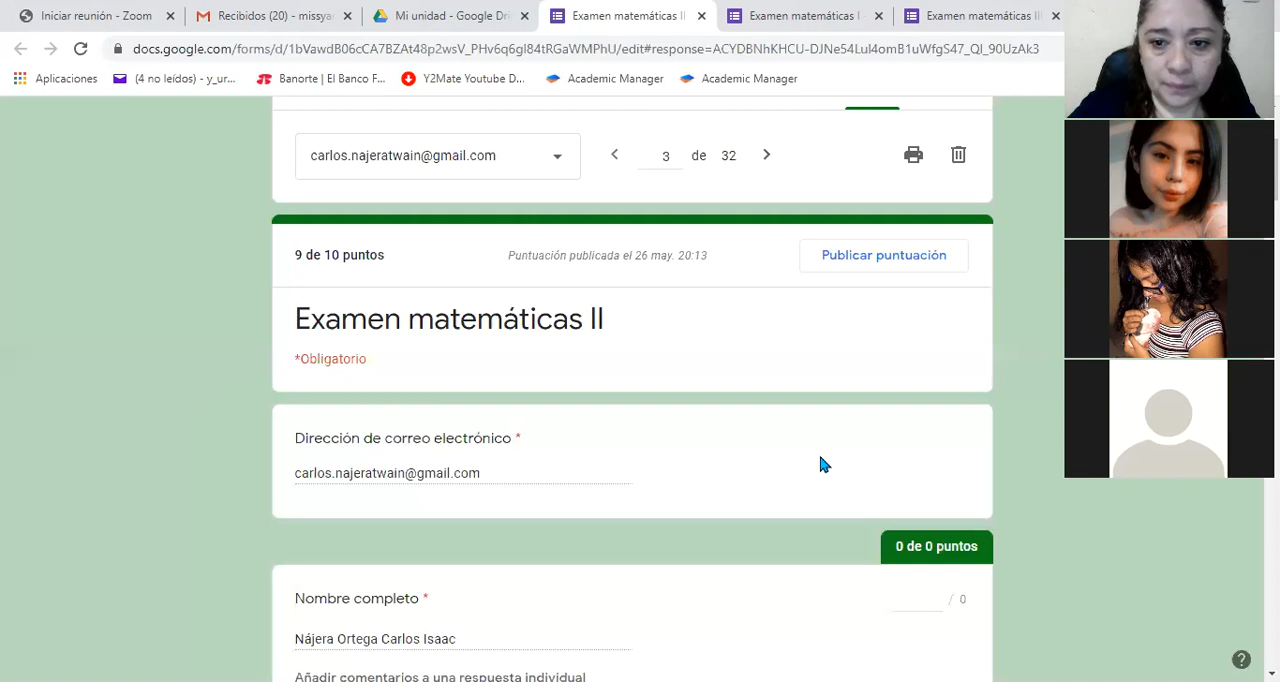 Iniciar reunión - Zoom
Recibidos (20) - missya
Mi unidad - Google Dri
Examen matemáticas II
Examen matemáticas I -
Examen matemáticas III
docs.google.com/forms/d/1bVawdB06cCA7BZAt48p2wsY_PHv6q6gl84tRGaWMPhU/edit#response=ACYDBNhKHCU-DJNe54Lul4omB1uWfgS47_QI_90UzAk3
Aplicaciones
(4 no leídos) - y_ur...
Banorte | El Banco F...
Y2Mate Youtube D...
Academic Manager
Academic Manager
carlos.najeratwain@gmail.com
3 de 32
9 de 10 puntos
Puntuación publicada el 26 may. 20:13
Publicar puntuación
Examen matemáticas II
*Obligatorio
Dirección de correo electrónico *
carlos.najeratwain@gmail.com
0 de 0 puntos
Nombre completo *
/ 0
Nájera Ortega Carlos Isaac
Añadir comentarios a una respuesta individual